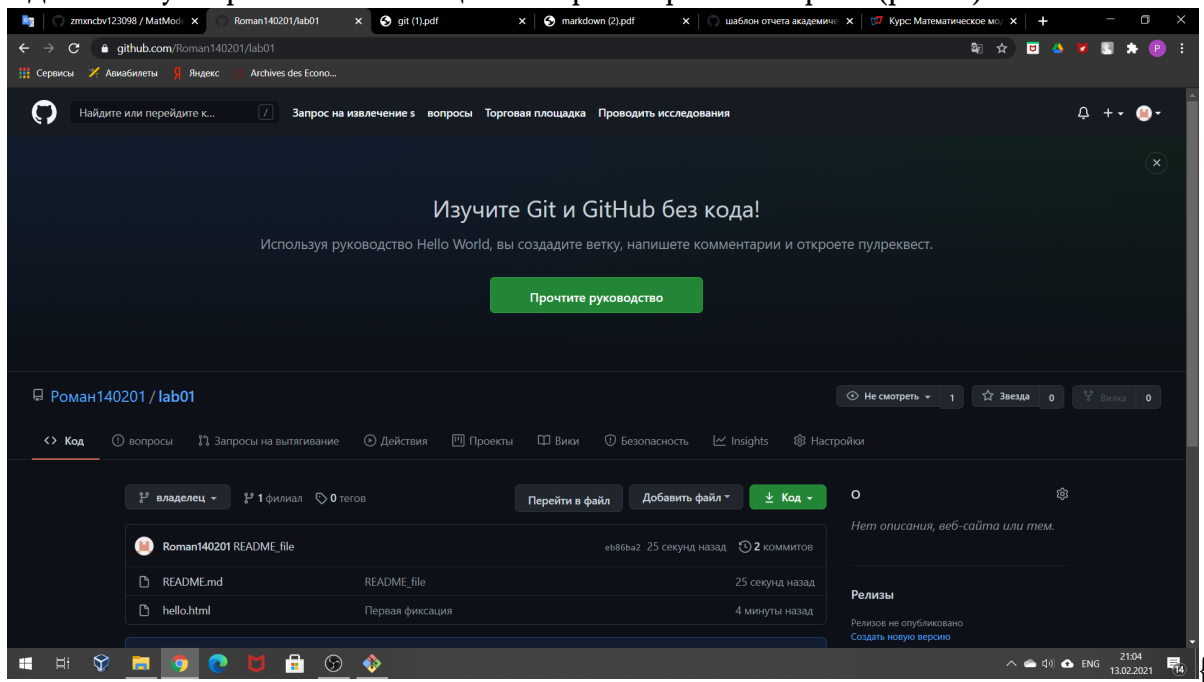 zmxncbv123098 / MatMode
Roman140201/lab01
git (1).pdf
markdown (2).pdf
шаблон отчета академиче
Курс: Математическое мо
github.com/Roman140201/lab01
P
Сервисы Авиабилеты Яндекс Archives des Econo...
Найдите или перейдите к... /
Запрос на извлечение s вопросы Торговая площадка Проводить исследования
Изучите Git и GitHub без кода!
Используя руководство Hello World, вы создадите ветку, напишете комментарии и откроете пулреквест.
Прочтите руководство
Роман140201 / lab01
Не смотреть 1 Звезда 0 Вилка 0
Код вопросы Запросы на вытягивание Действия Проекты Вики Безопасность Insights Настройки
владелец 1 филиал 0 тегов Перейти в файл Добавить файл Код
Roman140201 README_file eb86ba2 25 секунд назад 2 коммитов
README.md README_file 25 секунд назад
hello.html Первая фиксация 4 минуты назад
О
Нет описания, веб-сайта или тем.
Релизы
Релизов не опубликовано
Создать новую версию
ENG 21:04
13.02.2021
14